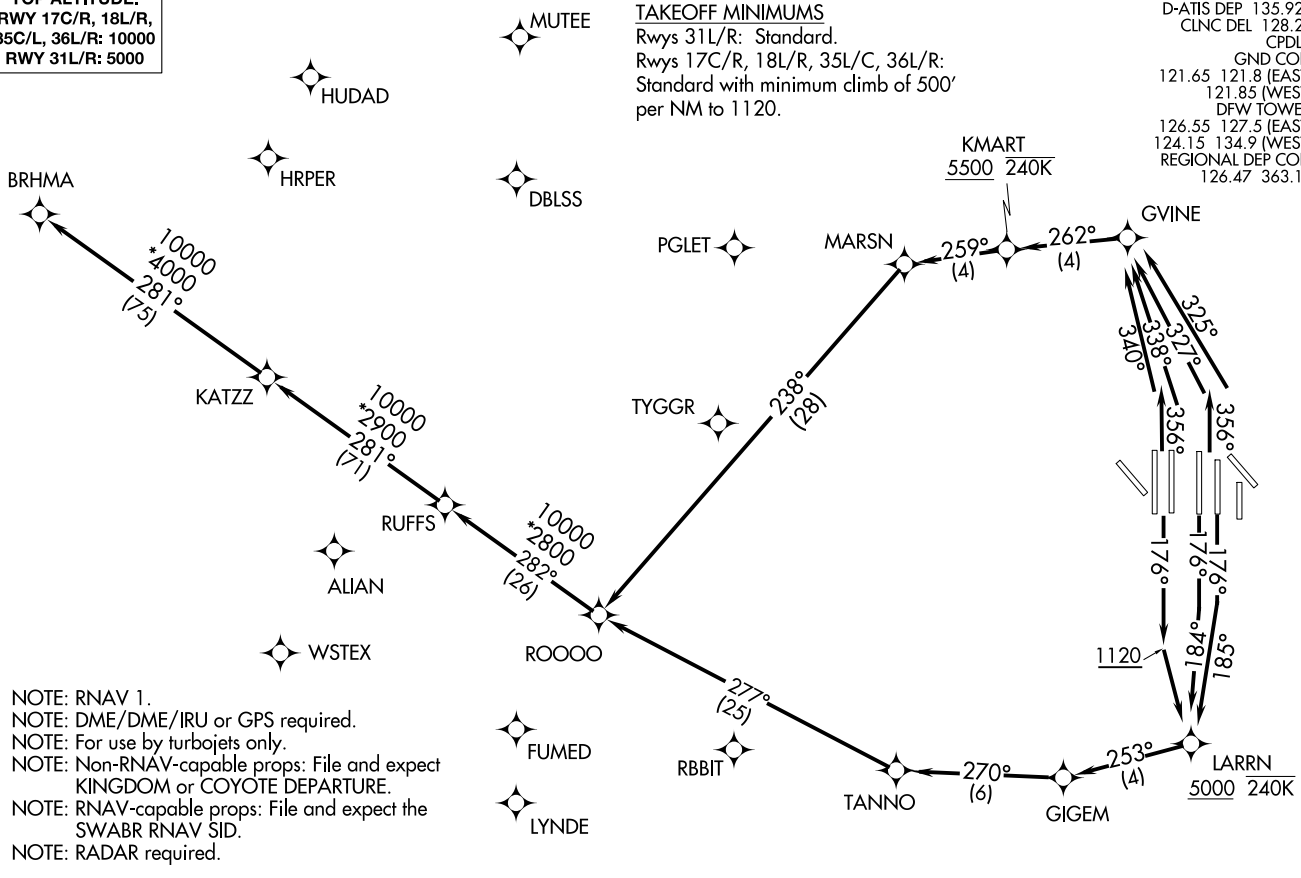 TOP ALTITUDE:
RWY 17C/R, 18L/R,
35C/L, 36L/R: 10000
RWY 31L/R: 5000
TAKEOFF MINIMUMS
Rwys 31L/R: Standard.
Rwys 17C/R, 18L/R, 35L/C, 36L/R:
Standard with minimum climb of 500'
per NM to 1120.
D-ATIS DEP 135.92
CLNC DEL 128.2
CPDL
GND CO
121.65 121.8 (EAS
121.85 (WES
DFW TOWE
126.55 127.5 (EAS
124.15 134.9 (WES
REGIONAL DEP CO
126.47 363.1
MUTEE
HUDAD
HRPER
DBLSS
BRHMA
10000
*4000
281°
(75)
KATZZ
10000
*2900
281°
(71)
RUFFS
10000
*2800
282°
(26)
ROOOO
ALIAN
WSTEX
PGLET
TYGGR
MARSN
259°
(4)
KMART
5500 240K
262°
(4)
GVINE
238°
(28)
340°
338°
327°
325°
356°
356°
176°
176°
176°
1120
184°
185°
LARRN
5000 240K
253°
(4)
GIGEM
270°
(6)
TANNO
277°
(25)
RBBIT
FUMED
LYNDE
NOTE: RNAV 1.
NOTE: DME/DME/IRU or GPS required.
NOTE: For use by turbojets only.
NOTE: Non-RNAV-capable props: File and expect
KINGDOM or COYOTE DEPARTURE.
NOTE: RNAV-capable props: File and expect the
SWABR RNAV SID.
NOTE: RADAR required.